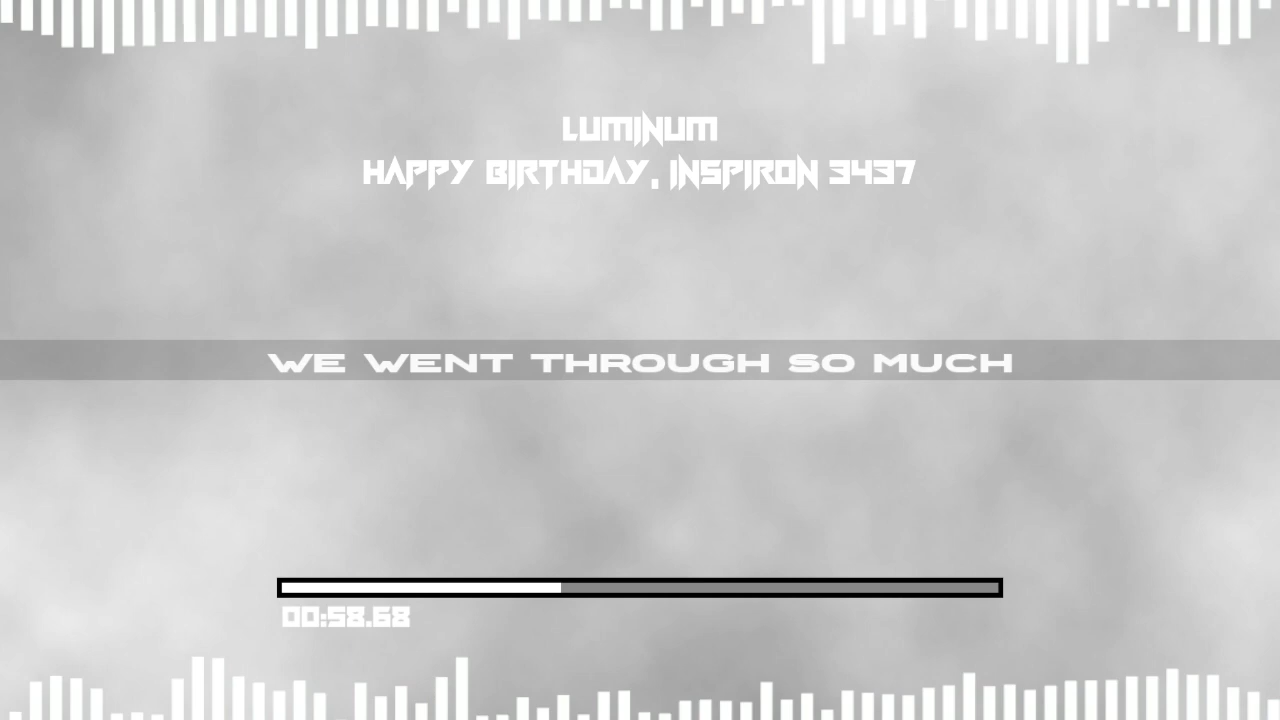 LUMINUM
HAPPY BIRTHDAY, INSPIRON 3437
WE WENT THROUGH SO MUCH
00:58.68